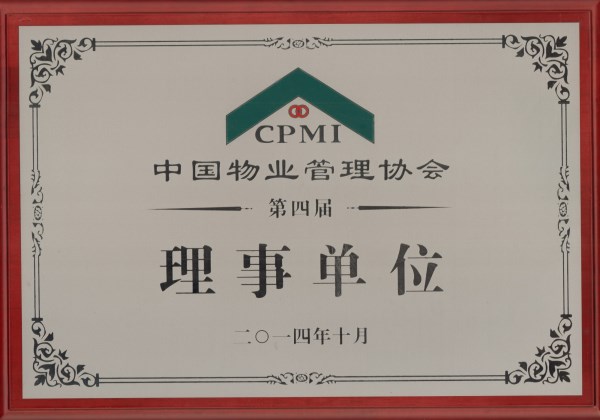 CPMI
中国物业管理协会
第四届
理事单位
二〇一四年十月